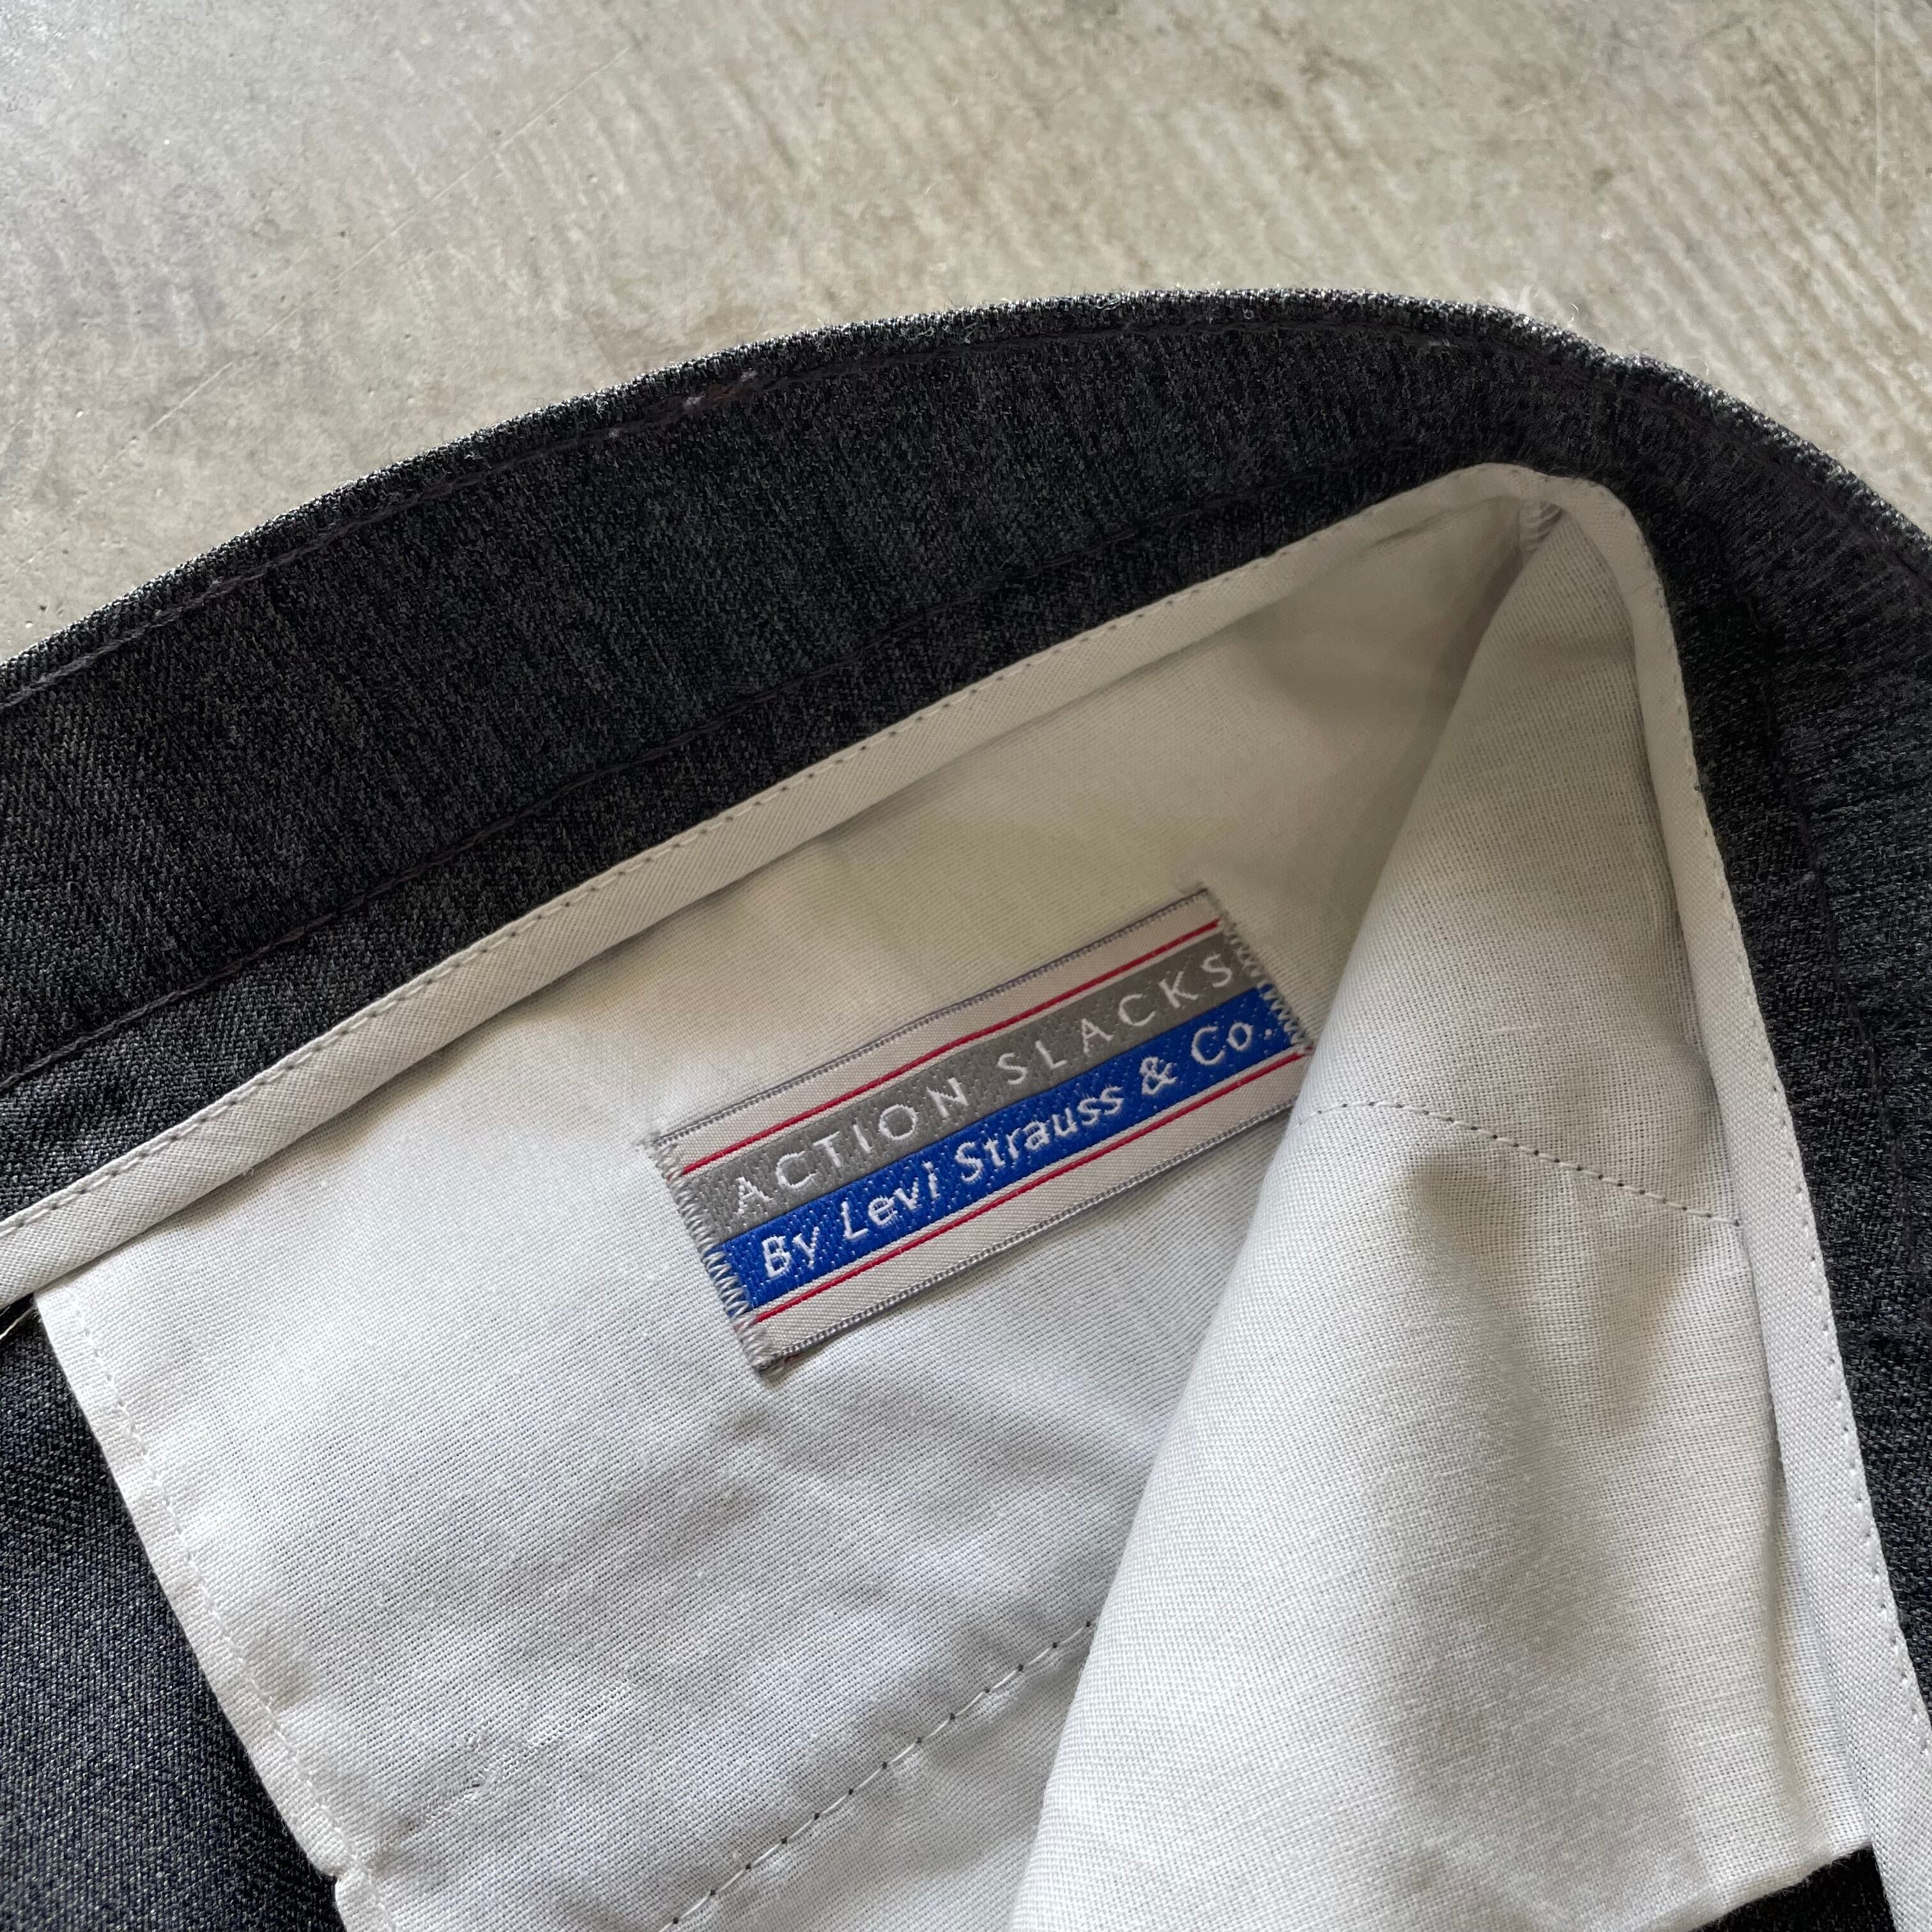 ACTION SLACKS
By Levi Strauss & Co.